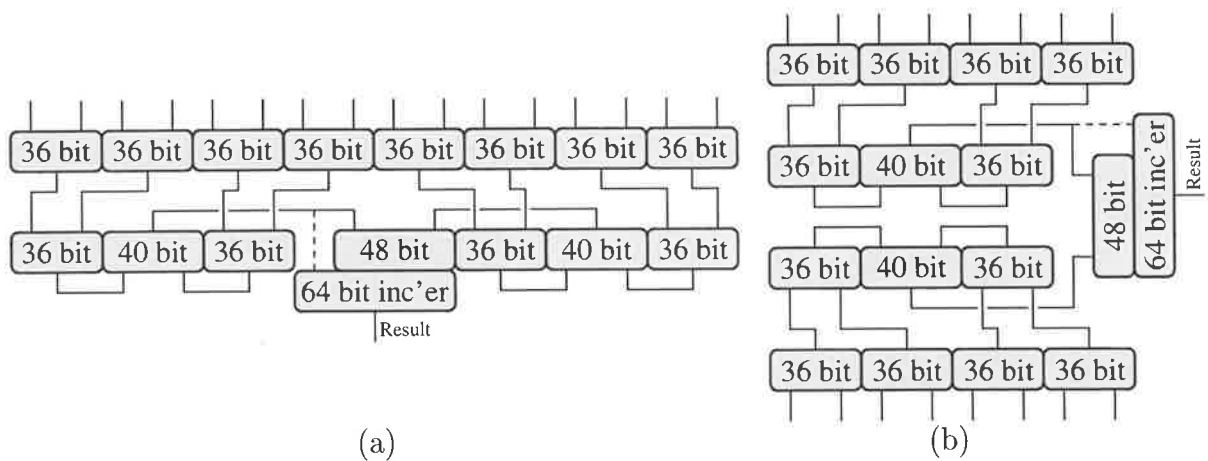 36 bit 36 bit 36 bit 36 bit 36 bit 36 bit 36 bit 36 bit
36 bit 40 bit 36 bit 48 bit 36 bit 40 bit 36 bit
64 bit inc'er
Result
(a)
36 bit 36 bit 36 bit 36 bit
36 bit 40 bit 36 bit
48 bit
64 bit inc'er
Result
36 bit 40 bit 36 bit
36 bit 36 bit 36 bit 36 bit
(b)